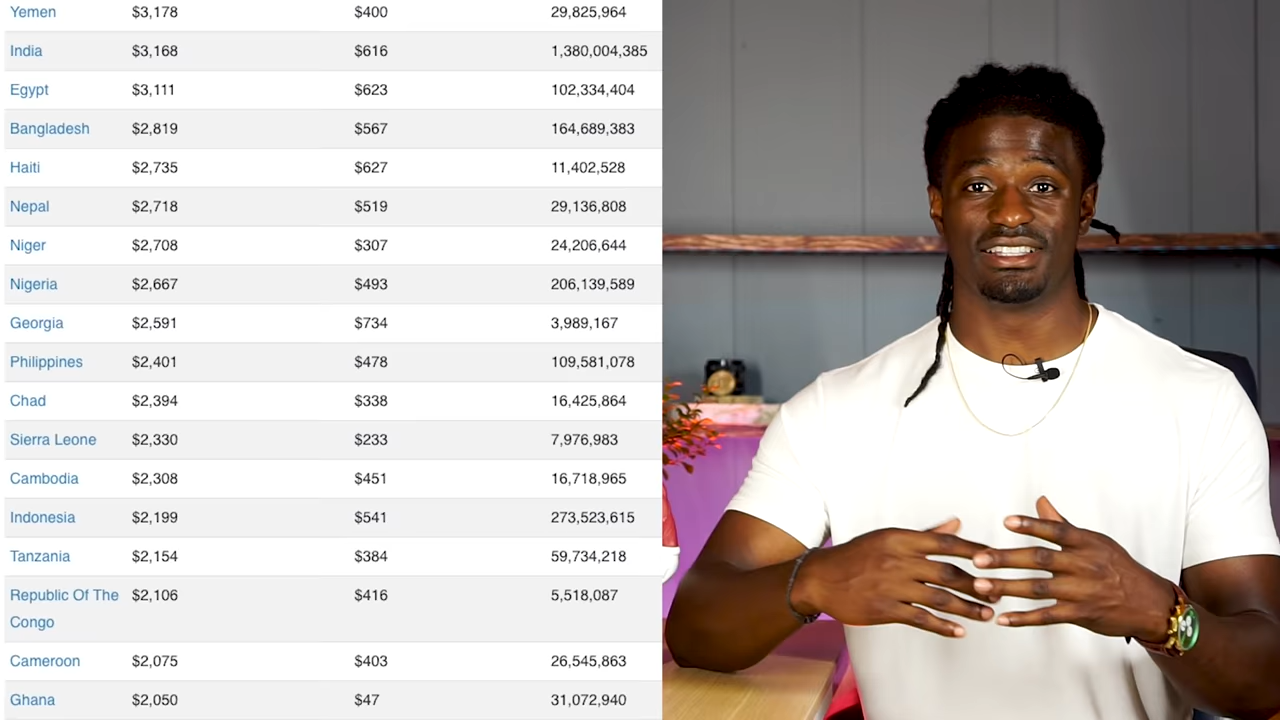 Yemen $3,178 $400 29,825,964
India $3,168 $616 1,380,004,385
Egypt $3,111 $623 102,334,404
Bangladesh $2,819 $567 164,689,383
Haiti $2,735 $627 11,402,528
Nepal $2,718 $519 29,136,808
Niger $2,708 $307 24,206,644
Nigeria $2,667 $493 206,139,589
Georgia $2,591 $734 3,989,167
Philippines $2,401 $478 109,581,078
Chad $2,394 $338 16,425,864
Sierra Leone $2,330 $233 7,976,983
Cambodia $2,308 $451 16,718,965
Indonesia $2,199 $541 273,523,615
Tanzania $2,154 $384 59,734,218
Republic Of The $2,106 $416 5,518,087
Congo
Cameroon $2,075 $403 26,545,863
Ghana $2,050 $47 31,072,940